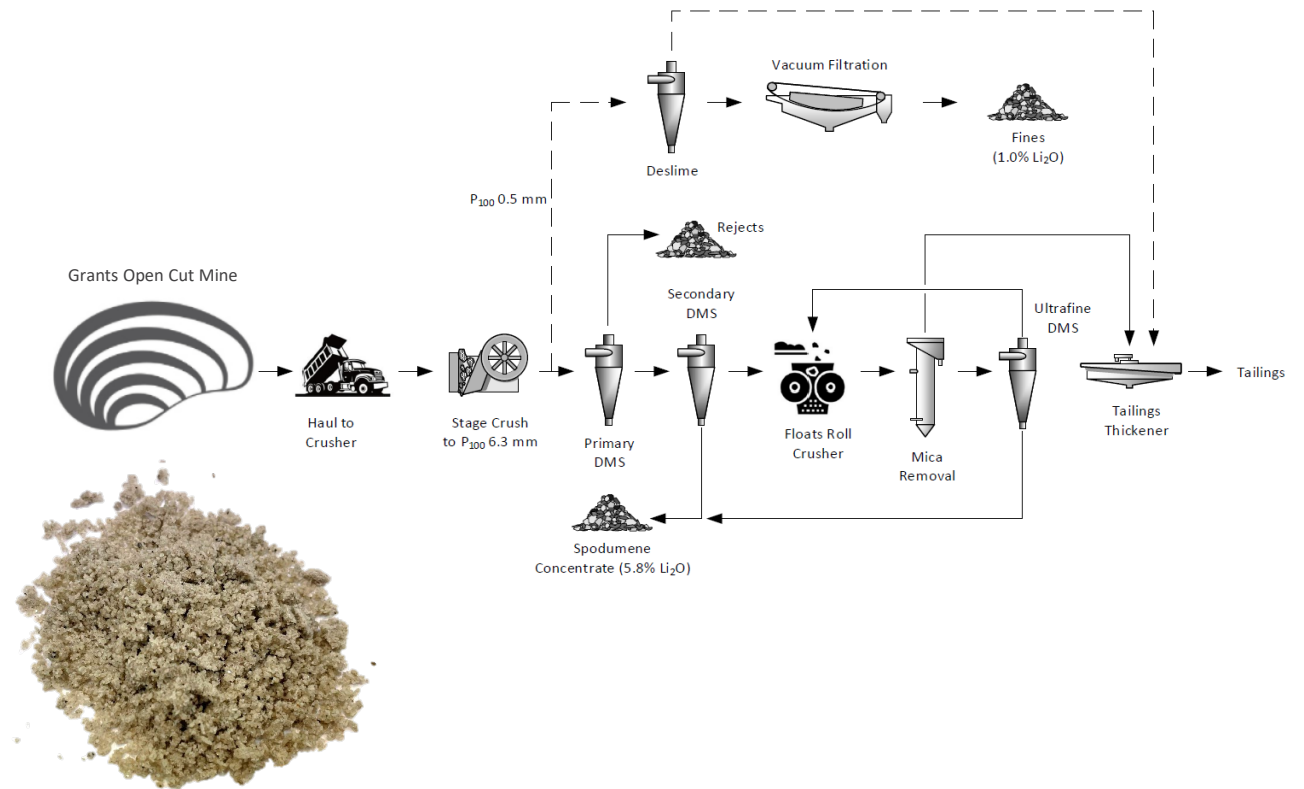 Vacuum Filtration
Deslime
Fines
(1.0% Li₂O)
P₁₀₀ 0.5 mm
Rejects
Grants Open Cut Mine
Secondary
DMS
Ultrafine
DMS
Haul to
Crusher
Stage Crush
to P₁₀₀ 6.3 mm
Primary
DMS
Floats Roll
Crusher
Mica
Removal
Tailings
Thickener
Tailings
Spodumene
Concentrate (5.8% Li₂O)